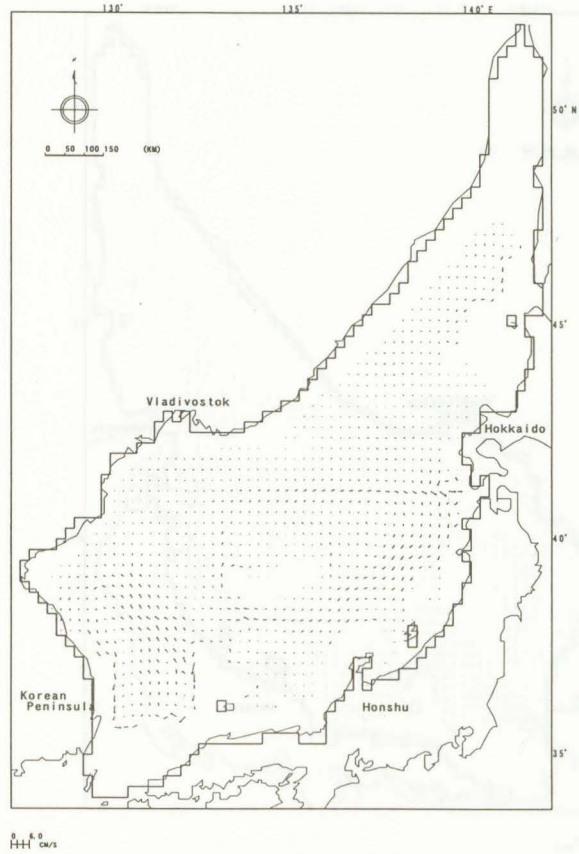 130° 135° 140°E
50°N
0 50 100 150 (KM)
45°
Vladivostok
Hokkaido
40°
Korean
Peninsula
Honshu
35°
0 6.0
CM/S